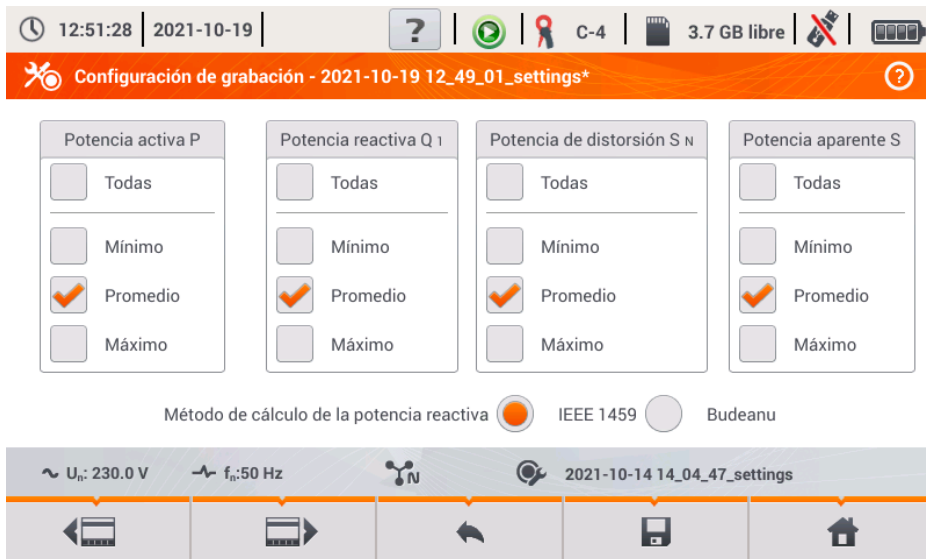 12:51:28 2021-10-19 ? C-4 3.7 GB libre
Configuración de grabación - 2021-10-19 12_49_01_settings* ?
Potencia activa P
Todas
Mínimo
Promedio
Máximo
Potencia reactiva Q 1
Todas
Mínimo
Promedio
Máximo
Potencia de distorsión S N
Todas
Mínimo
Promedio
Máximo
Potencia aparente S
Todas
Mínimo
Promedio
Máximo
Método de cálculo de la potencia reactiva IEEE 1459 Budeanu
Un: 230.0 V fn:50 Hz N 2021-10-14 14_04_47_settings